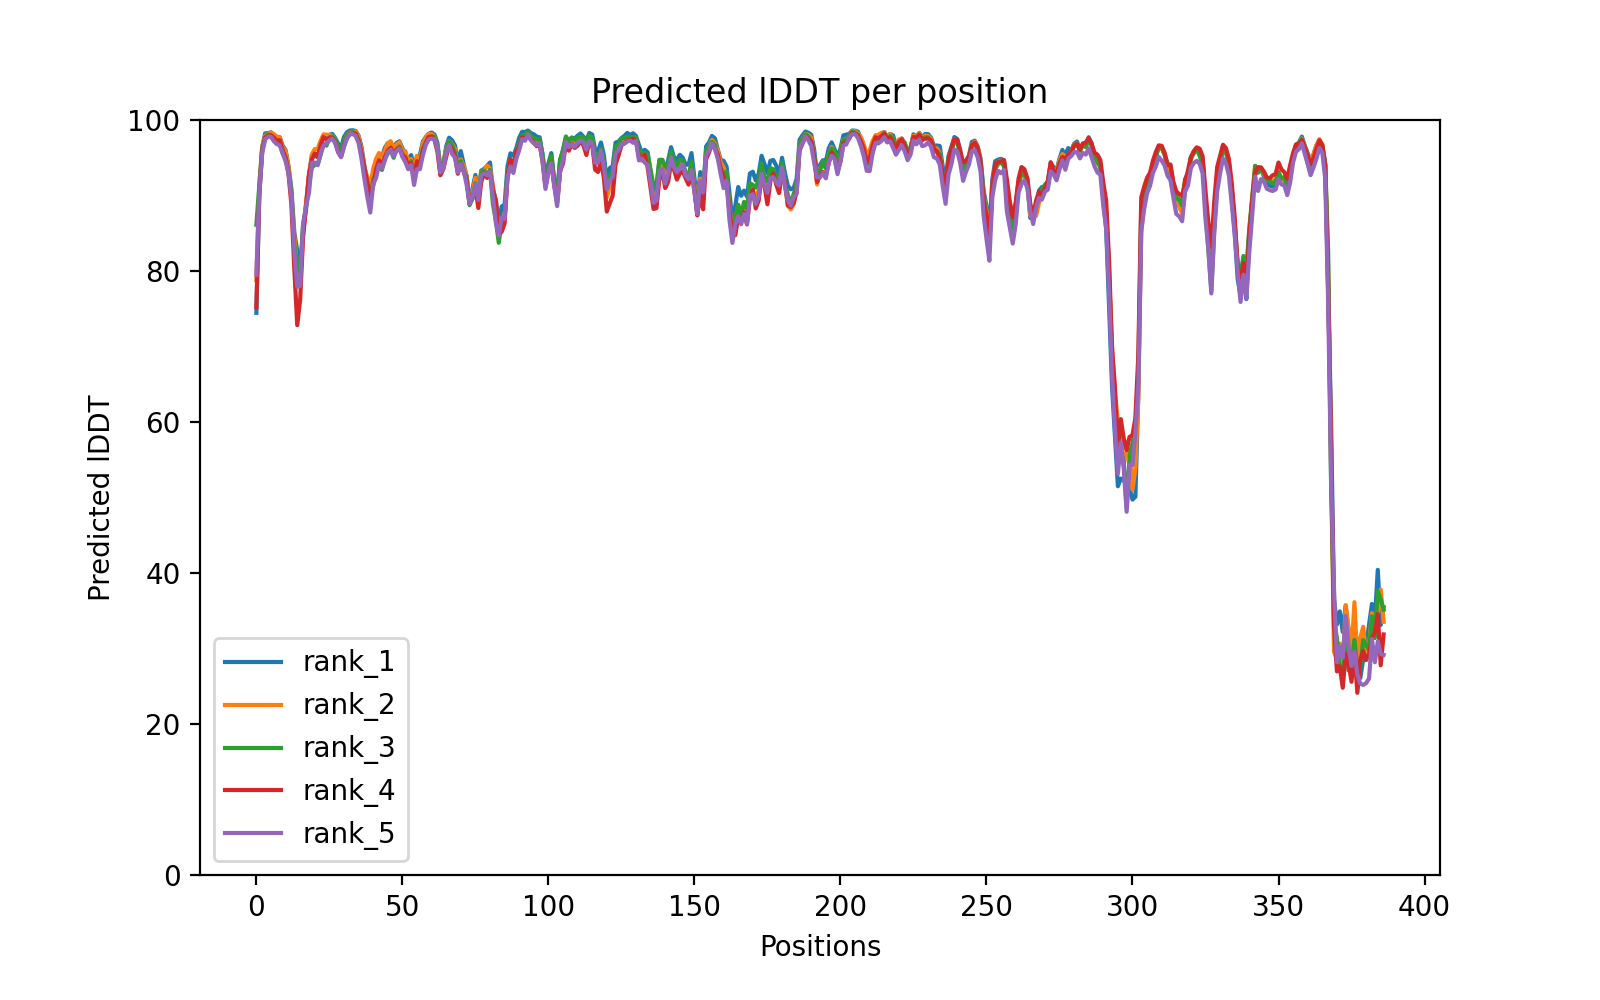 Predicted lDDT per position
100
80
60
40
20
0
Predicted lDDT
rank_1
rank_2
rank_3
rank_4
rank_5
0 50 100 150 200 250 300 350 400
Positions